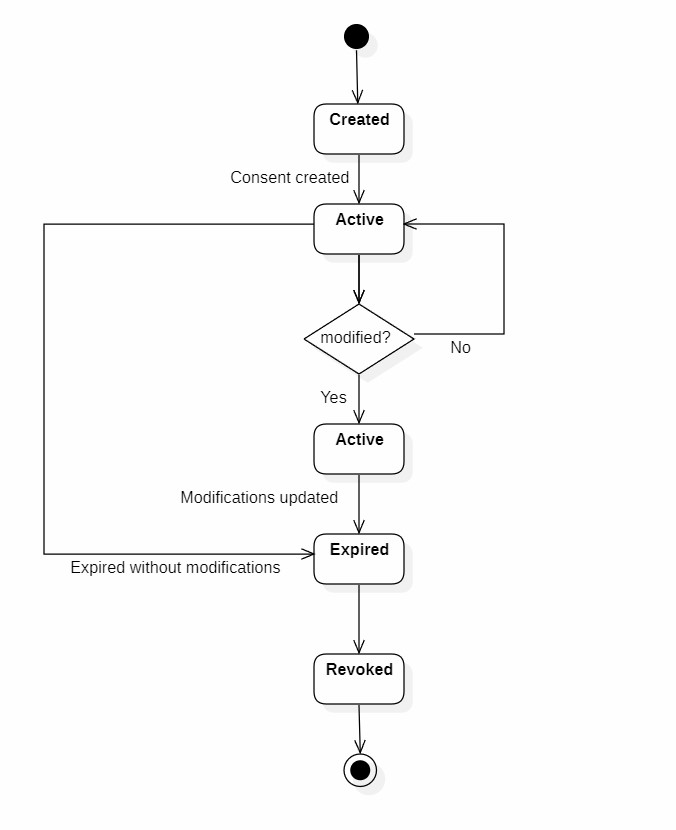 Created
Consent created
Active
modified?
No
Yes
Active
Modifications updated
Expired
Expired without modifications
Revoked